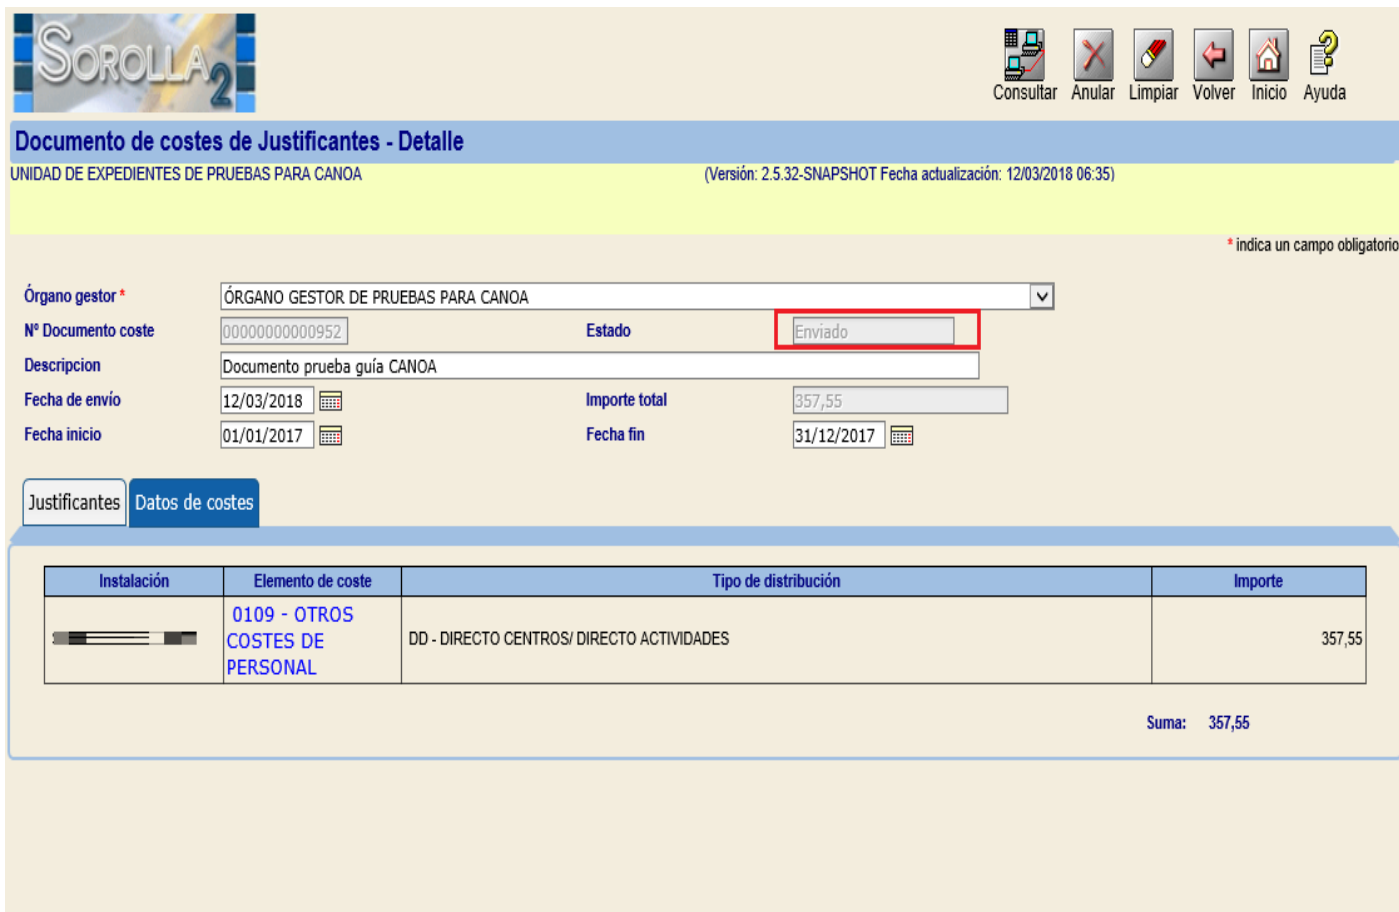 SOROLLA2
Consultar Anular Limpiar Volver Inicio Ayuda
Documento de costes de Justificantes - Detalle
UNIDAD DE EXPEDIENTES DE PRUEBAS PARA CANOA (Versión: 2.5.32-SNAPSHOT Fecha actualización: 12/03/2018 06:35)
* indica un campo obligatorio
Órgano gestor * ÓRGANO GESTOR DE PRUEBAS PARA CANOA
Nº Documento coste 00000000000952 Estado Enviado
Descripcion Documento prueba guía CANOA
Fecha de envío 12/03/2018 Importe total 357,55
Fecha inicio 01/01/2017 Fecha fin 31/12/2017
Justificantes Datos de costes
Instalación Elemento de coste Tipo de distribución Importe
0109 - OTROS
COSTES DE
PERSONAL
DD - DIRECTO CENTROS/ DIRECTO ACTIVIDADES 357,55
Suma: 357,55